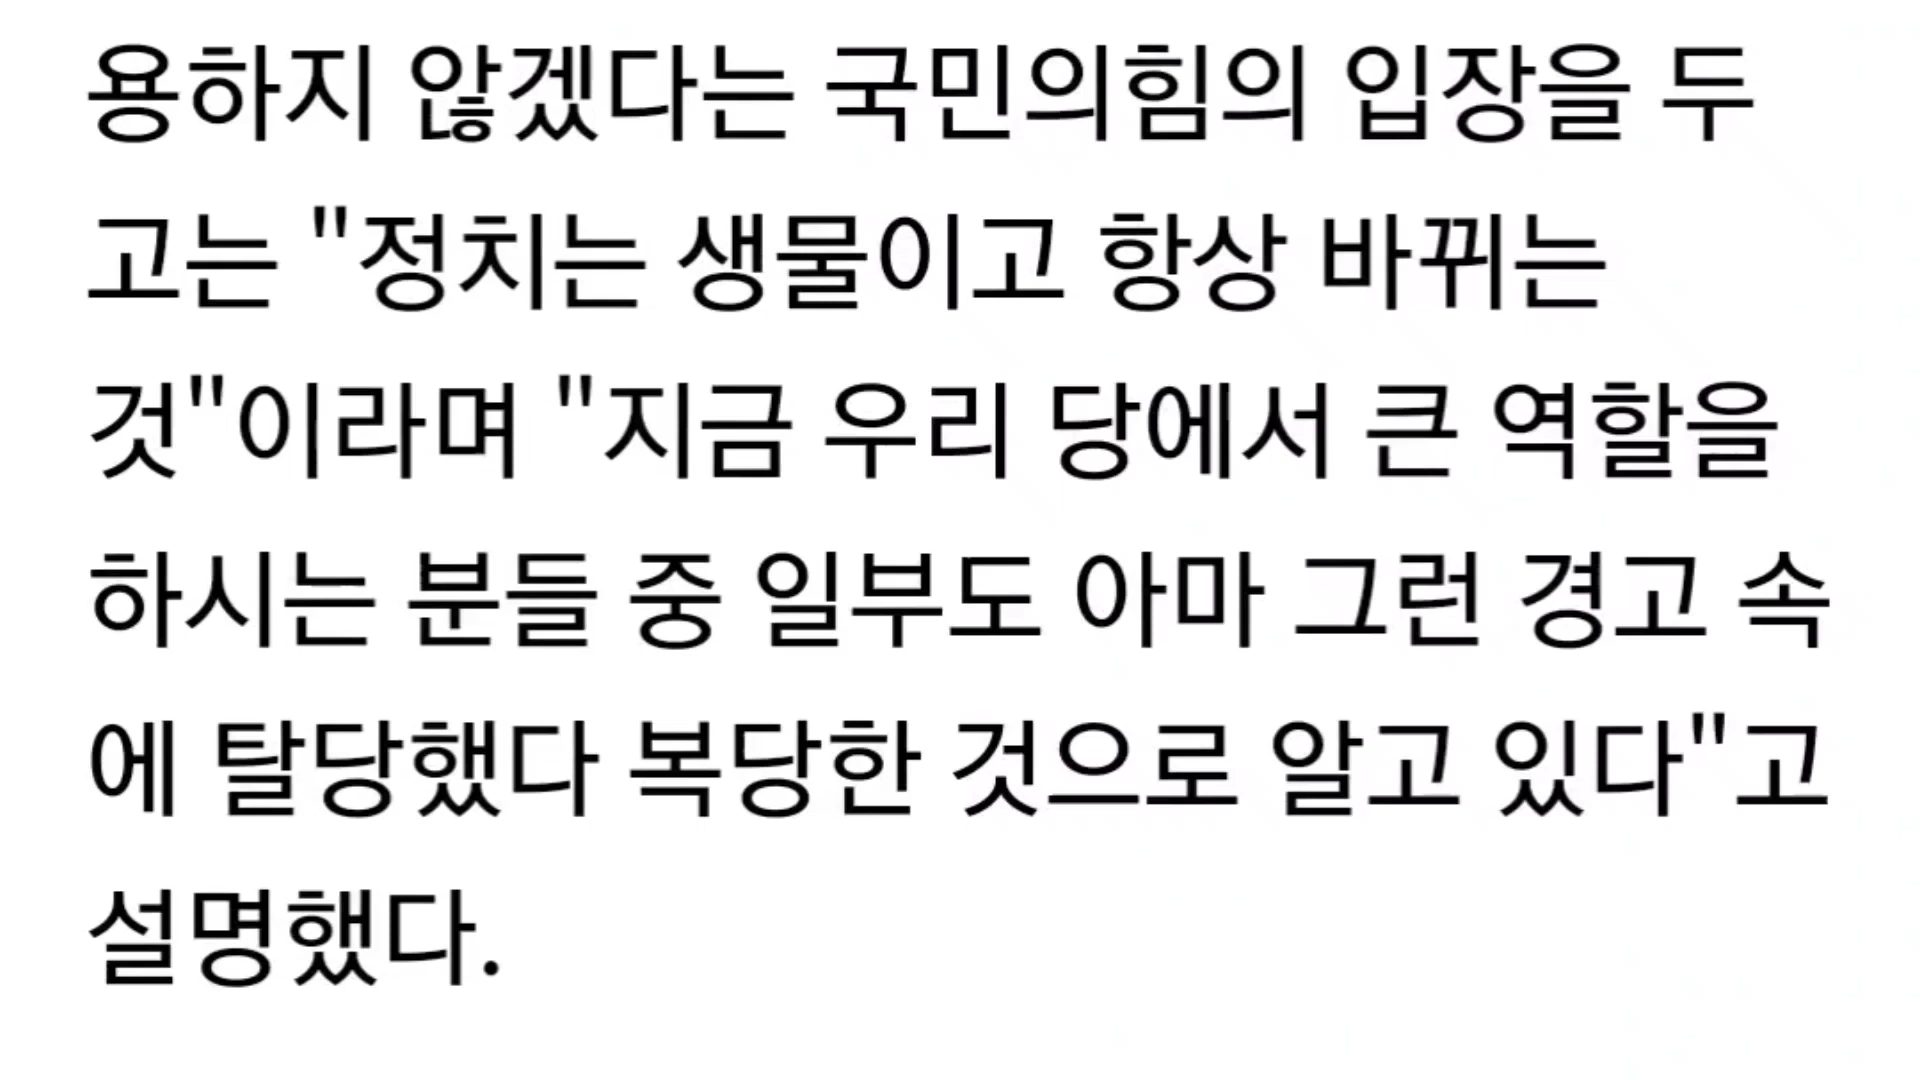 용하지 않겠다는 국민의힘의 입장을 두
고는 "정치는 생물이고 항상 바뀌는
것"이라며 "지금 우리 당에서 큰 역할을
하시는 분들 중 일부도 아마 그런 경고 속
에 탈당했다 복당한 것으로 알고 있다"고
설명했다.